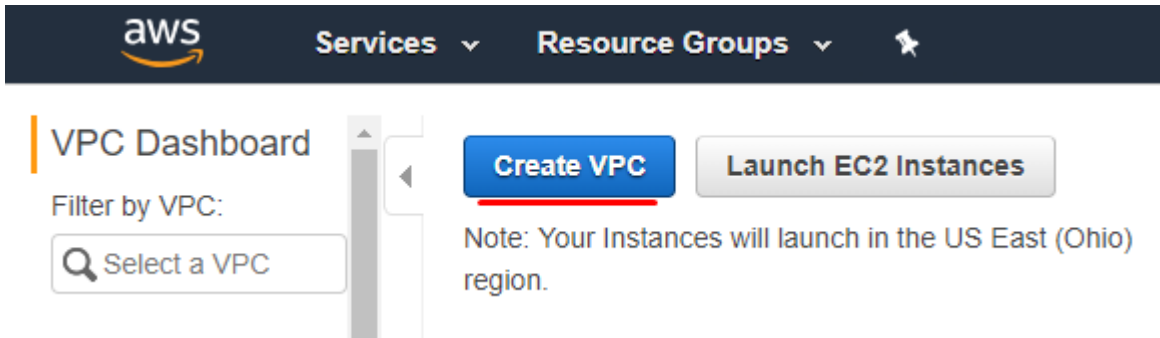 aws
Services
Resource Groups
VPC Dashboard
Filter by VPC:
Select a VPC
Create VPC
Launch EC2 Instances
Note: Your Instances will launch in the US East (Ohio)
region.